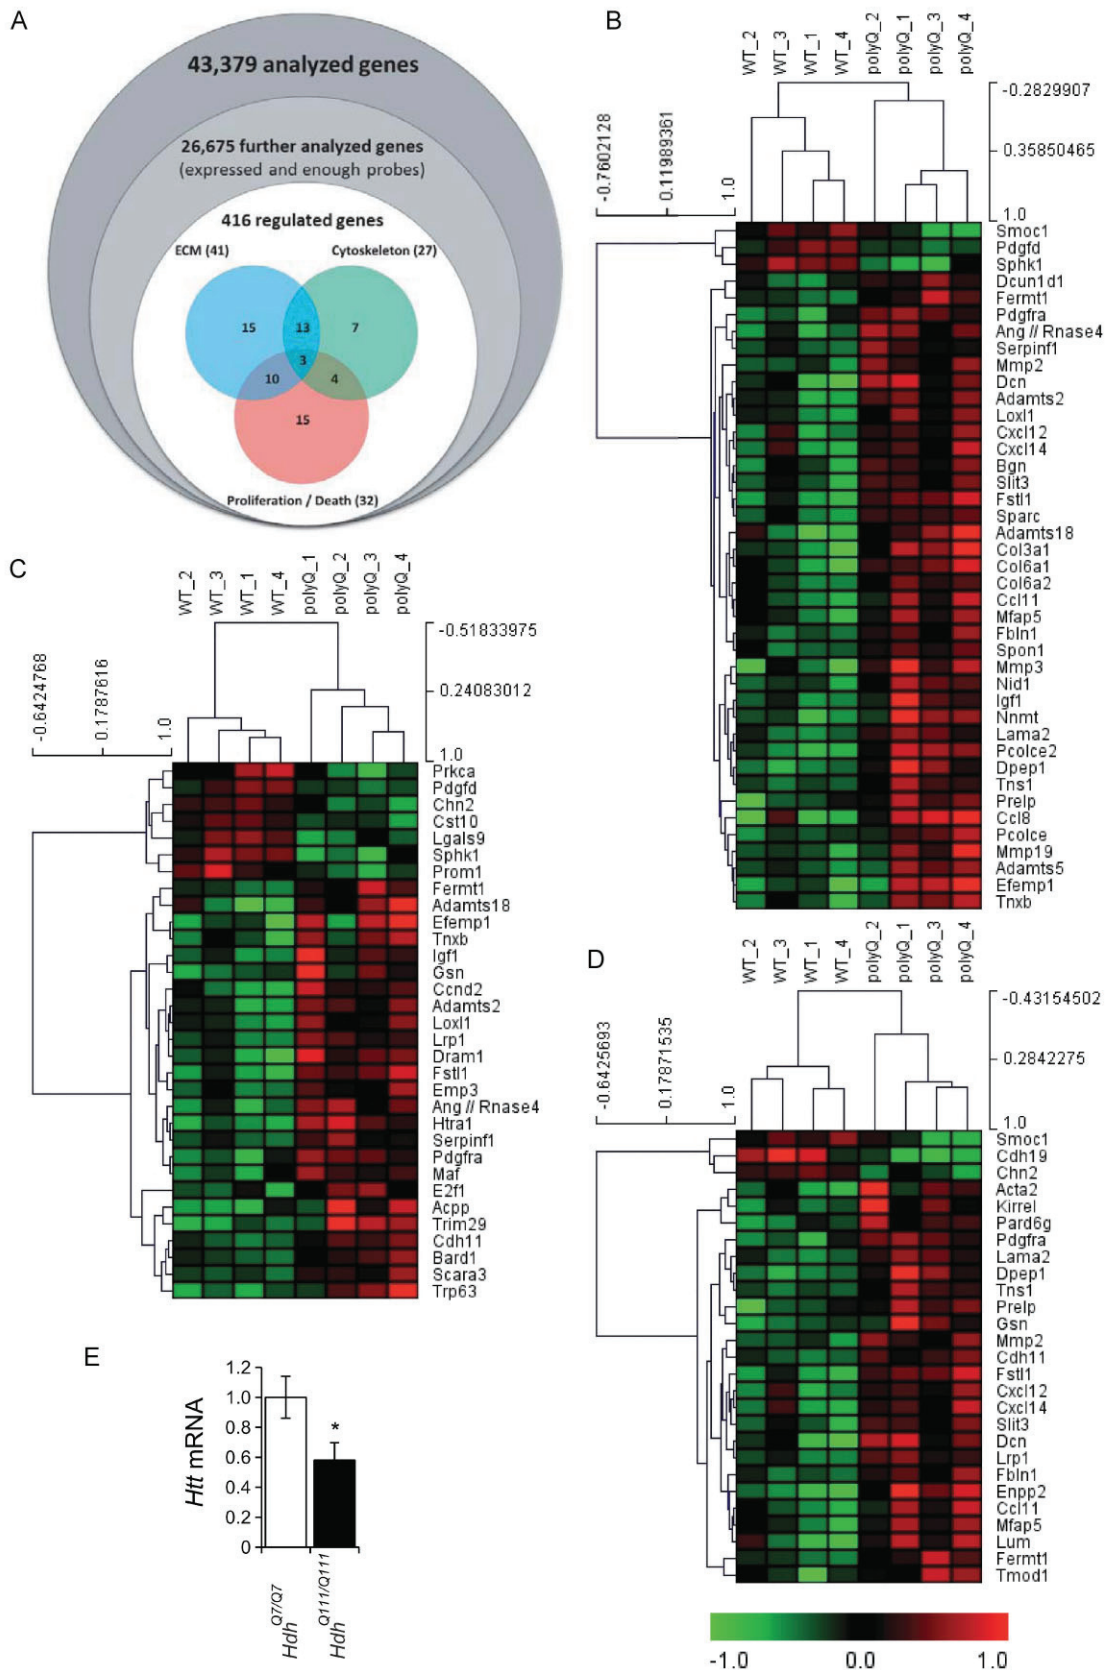 A
43,379 analyzed genes
26,675 further analyzed genes
(expressed and enough probes)
416 regulated genes
ECM (41)
Cytoskeleton (27)
15
13
7
3
10
4
15
Proliferation / Death (32)
B
WT_2
WT_3
WT_1
WT_4
polyQ_2
polyQ_1
polyQ_3
polyQ_4
-0.2829907
0.35850465
1.0
-0.7602128
0.11989361
1.0
Smoc1
Pdgfd
Sphk1
Dcun1d1
Fermt1
Pdgfra
Ang // Rnase4
Serpinf1
Mmp2
Dcn
Adamts2
Loxl1
Cxcl12
Cxcl14
Bgn
Slit3
Fstl1
Sparc
Adamts18
Col3a1
Col6a1
Col6a2
Ccl11
Mfap5
Fbln1
Spon1
Mmp3
Nid1
Igf1
Nnmt
Lama2
Pcolce2
Dpep1
Tns1
Prelp
Ccl8
Pcolce
Mmp19
Adamts5
Efemp1
Tnxb
C
WT_2
WT_3
WT_1
WT_4
polyQ_1
polyQ_2
polyQ_3
polyQ_4
-0.51833975
0.24083012
1.0
-0.6424768
0.1787616
1.0
Prkca
Pdgfd
Chn2
Cst10
Lgals9
Sphk1
Prom1
Fermt1
Adamts18
Efemp1
Tnxb
Igf1
Gsn
Ccnd2
Adamts2
Loxl1
Lrp1
Dram1
Fstl1
Emp3
Ang // Rnase4
Htra1
Serpinf1
Pdgfra
Maf
E2f1
Acpp
Trim29
Cdh11
Bard1
Scara3
Trp63
D
WT_2
WT_3
WT_1
WT_4
polyQ_2
polyQ_1
polyQ_3
polyQ_4
-0.43154502
0.2842275
1.0
-0.6425693
0.17871535
1.0
Smoc1
Cdh19
Chn2
Acta2
Kirrel
Pard6g
Pdgfra
Lama2
Dpep1
Tns1
Prelp
Gsn
Mmp2
Cdh11
Fstl1
Cxcl12
Cxcl14
Slit3
Dcn
Lrp1
Fbln1
Enpp2
Ccl11
Mfap5
Lum
Fermt1
Tmod1
-1.0
0.0
1.0
E
Htt mRNA
1.2
1.0
0.8
0.6
0.4
0.2
0
*
Hdh Q7/Q7
Hdh Q111/Q111